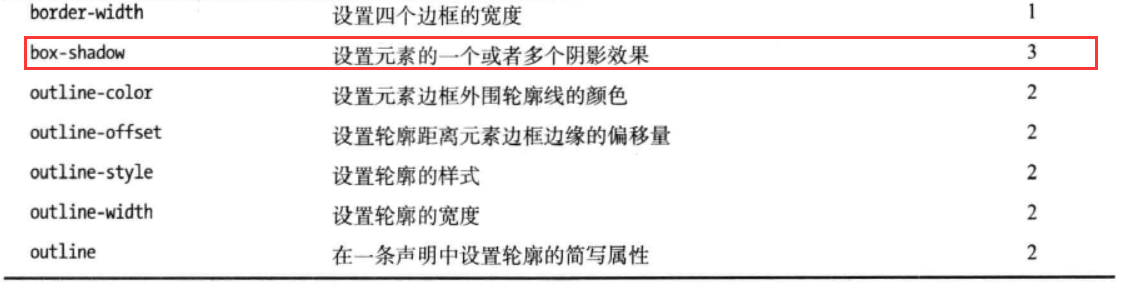 border-width 设置四个边框的宽度 1
box-shadow 设置元素的一个或者多个阴影效果 3
outline-color 设置元素边框外围轮廓线的颜色 2
outline-offset 设置轮廓距离元素边框边缘的偏移量 2
outline-style 设置轮廓的样式 2
outline-width 设置轮廓的宽度 2
outline 在一条声明中设置轮廓的简写属性 2